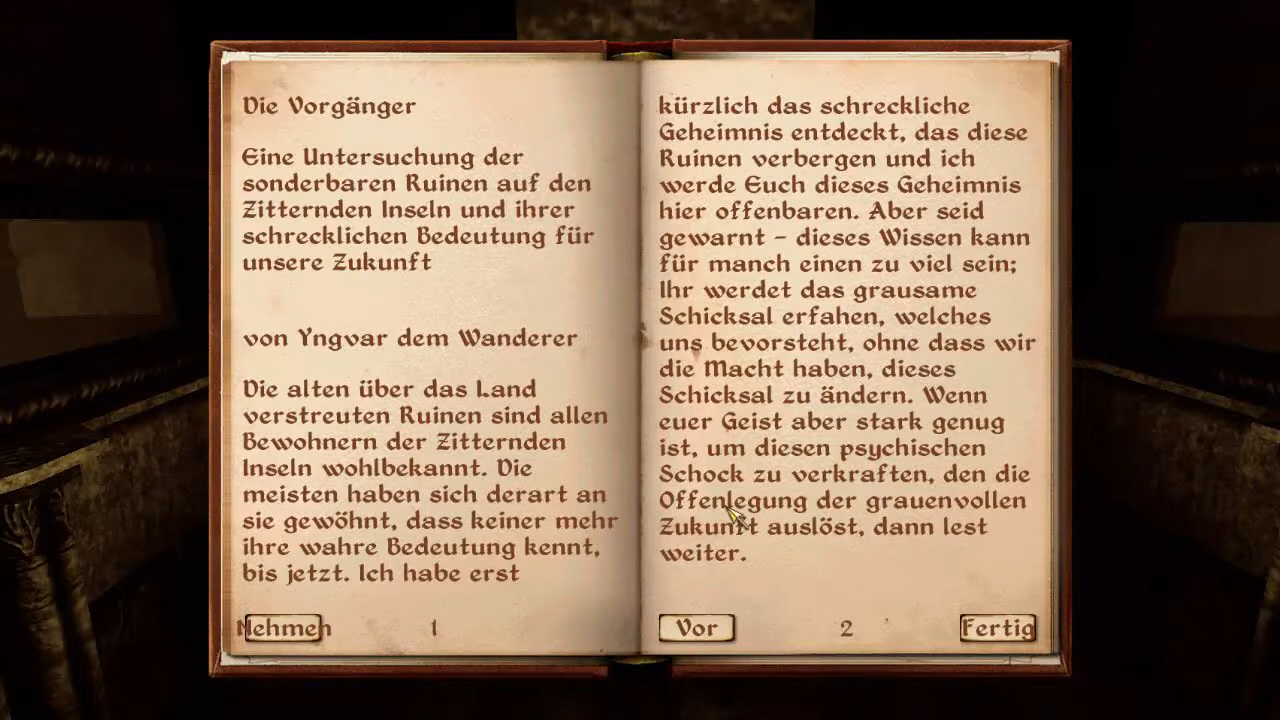 Die Vorgänger
Eine Untersuchung der
sonderbaren Ruinen auf den
Zitternden Inseln und ihrer
schrecklichen Bedeutung für
unsere Zukunft
von Yngvar dem Wanderer
Die alten über das Land
verstreuten Ruinen sind allen
Bewohnern der Zitternden
Inseln wohlbekannt. Die
meisten haben sich derart an
sie gewöhnt, dass keiner mehr
ihre wahre Bedeutung kennt,
bis jetzt. Ich habe erst
Nehmen
1
kürzlich das schreckliche
Geheimnis entdeckt, das diese
Ruinen verbergen und ich
werde Euch dieses Geheimnis
hier offenbaren. Aber seid
gewarnt - dieses Wissen kann
für manch einen zu viel sein;
Ihr werdet das grausame
Schicksal erfahen, welches
uns bevorsteht, ohne dass wir
die Macht haben, dieses
Schicksal zu ändern. Wenn
euer Geist aber stark genug
ist, um diesen psychischen
Schock zu verkraften, den die
Offenlegung der grauenvollen
Zukunft auslöst, dann lest
weiter.
Vor
2
Fertig